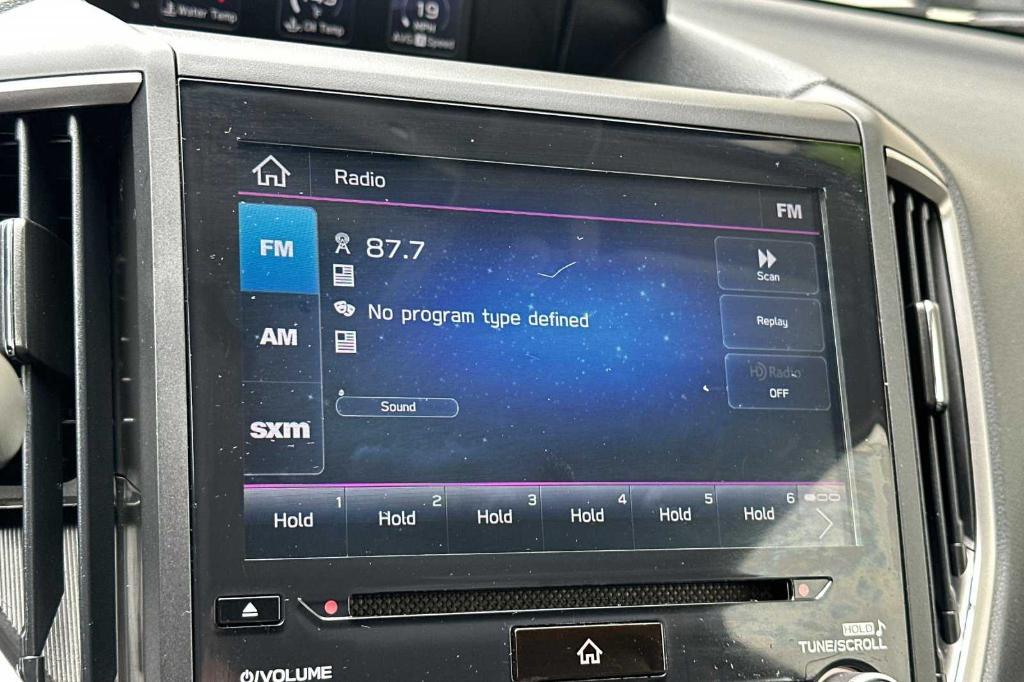 Water Temp
Oil Temp
19
MPH
AVG Speed
Radio
FM
FM
87.7
Scan
AM
No program type defined
Replay
HD Radio
OFF
Sound
sxm
1 2 3 4 5 6
Hold Hold Hold Hold Hold Hold
HOLD
TUNE/SCROLL
VOLUME